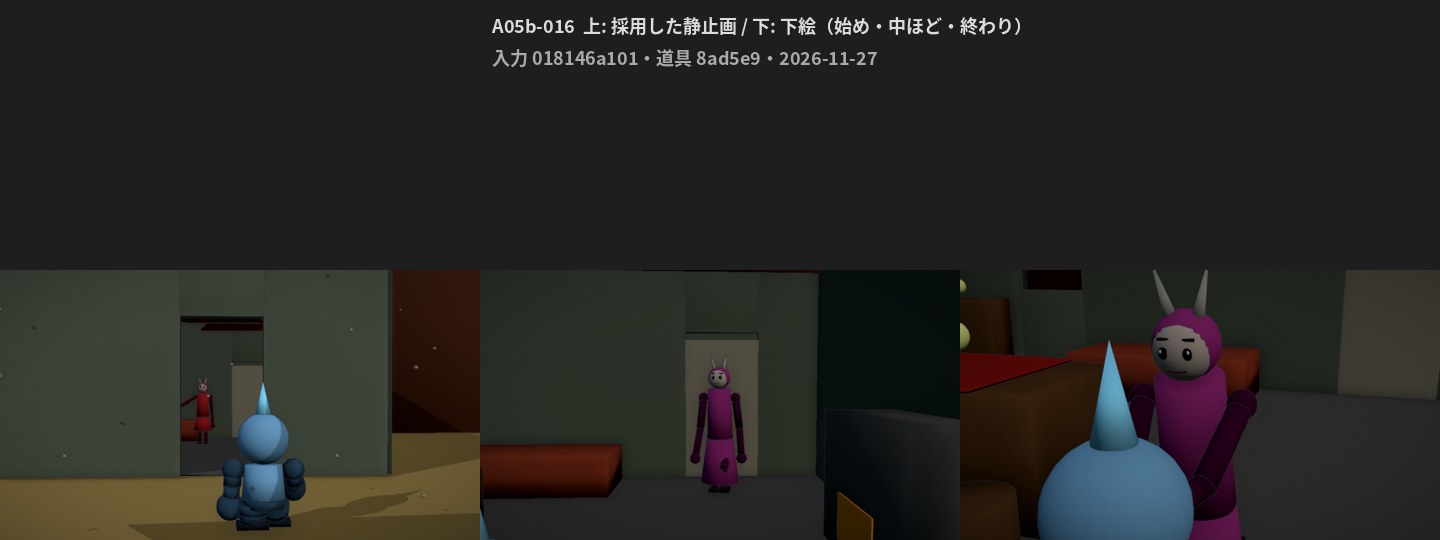 A05b-016 上: 採用した静止画 / 下: 下絵（始め・中ほど・終わり）
入力 018146a101・道具 8ad5e9・2026-11-27